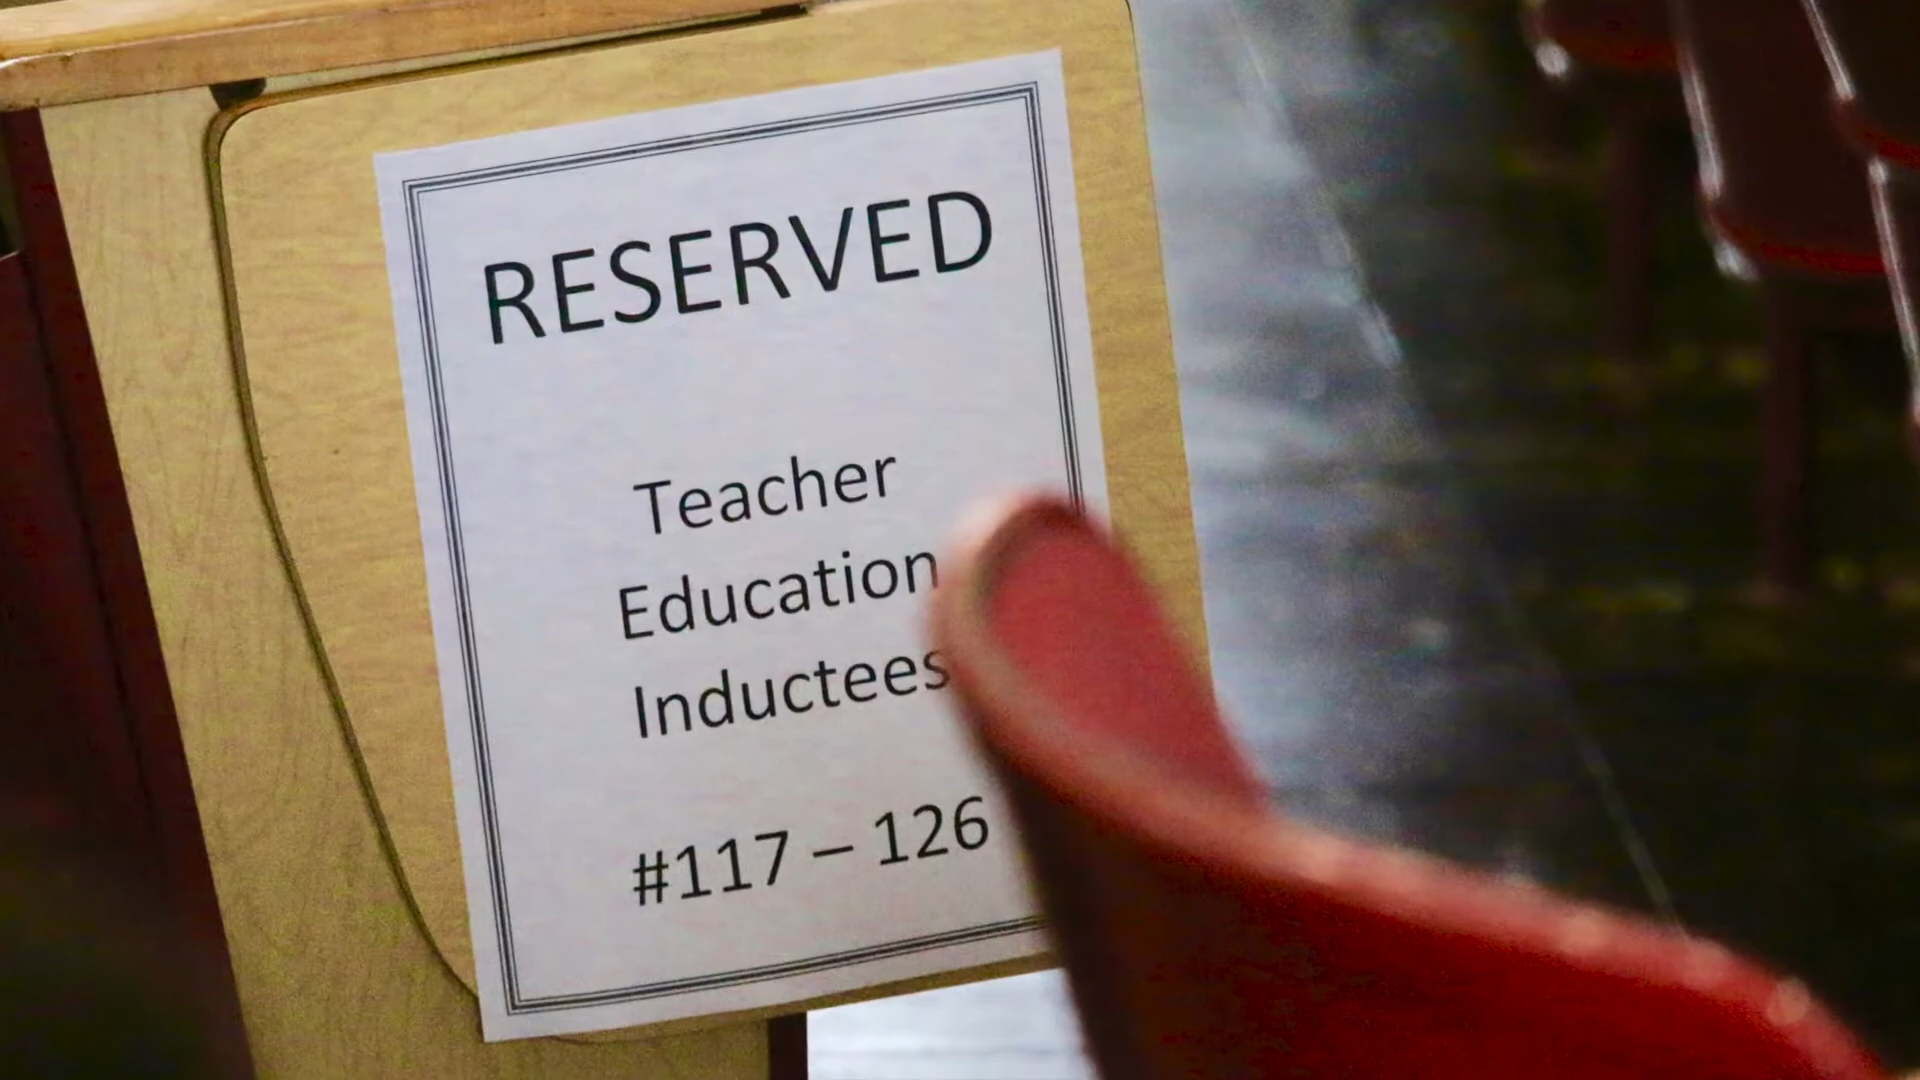 RESERVED
Teacher
Education
Inductees
#117 – 126